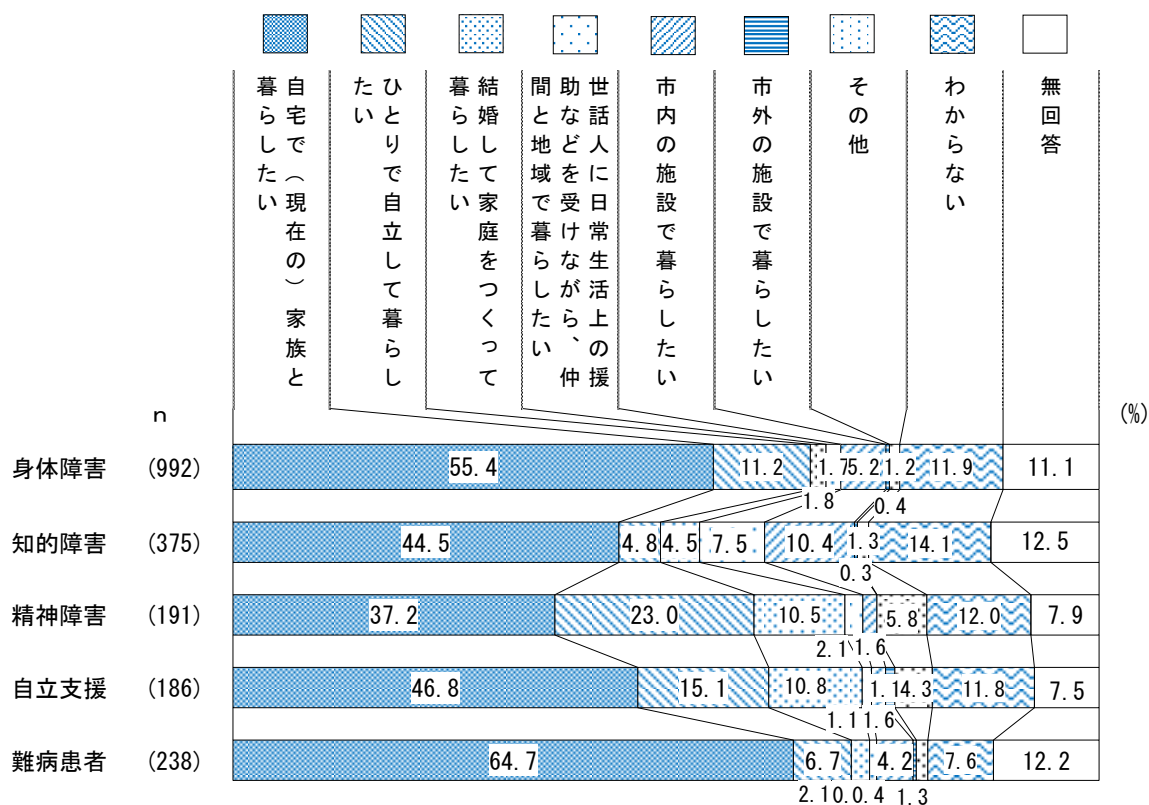 自宅で（現在の）家族と
暮らしたい
ひとりで自立して暮らし
たい
結婚して家庭をつくって
暮らしたい
世話人に日常生活上の援
助などを受けながら、仲
間と地域で暮らしたい
市内の施設で暮らしたい
市外の施設で暮らしたい
その他
わからない
無回答
n
(%)
身体障害 (992) 55.4 11.2 1.7 5.2 1.2 11.9 11.1
1.8 0.4
知的障害 (375) 44.5 4.8 4.5 7.5 10.4 1.3 14.1 12.5
0.3
精神障害 (191) 37.2 23.0 10.5 5.8 12.0 7.9
2.1 1.6
自立支援 (186) 46.8 15.1 10.8 1.1 4.3 11.8 7.5
1.1 1.6
難病患者 (238) 64.7 6.7 4.2 7.6 12.2
2.1 0.4 1.3